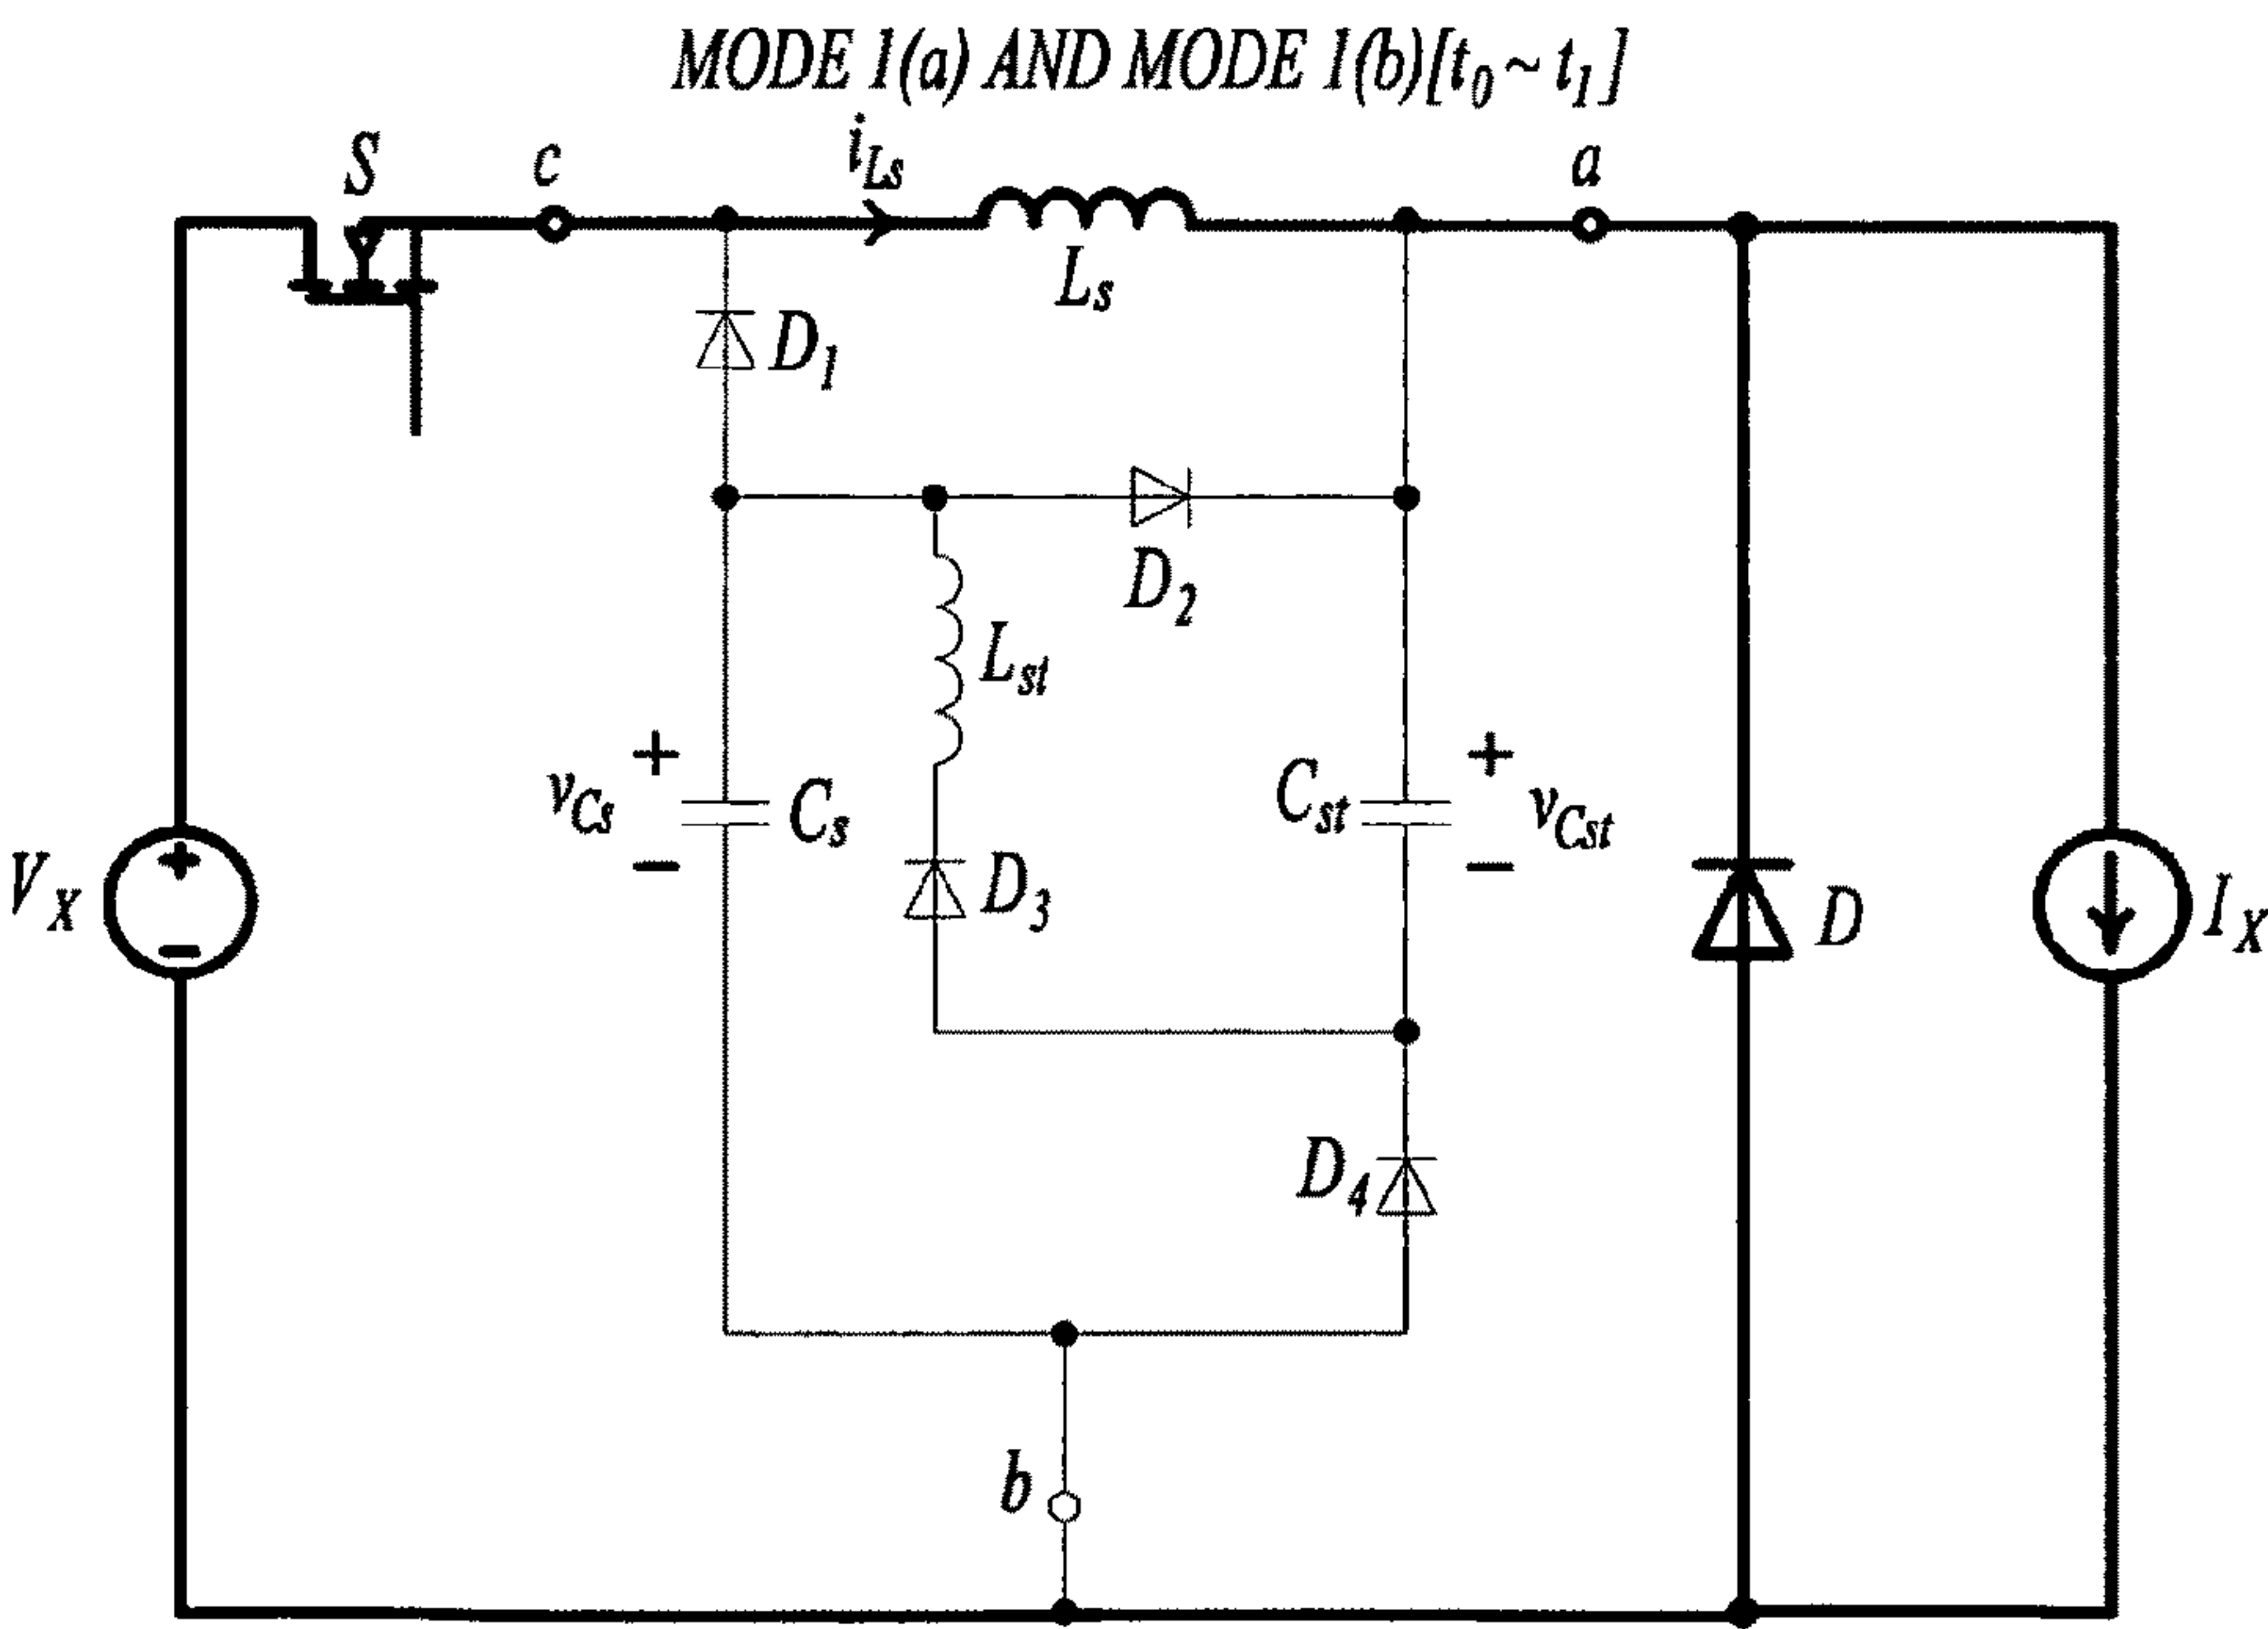 MODE 1(a) AND MODE 1(b)[t0 ~ t1]
S
c
iLs
a
Ls
D1
D2
Lst
+
+
vCs
Cs
Cst
vCst
−
−
VX
+
−
D3
D
IX
D4
b